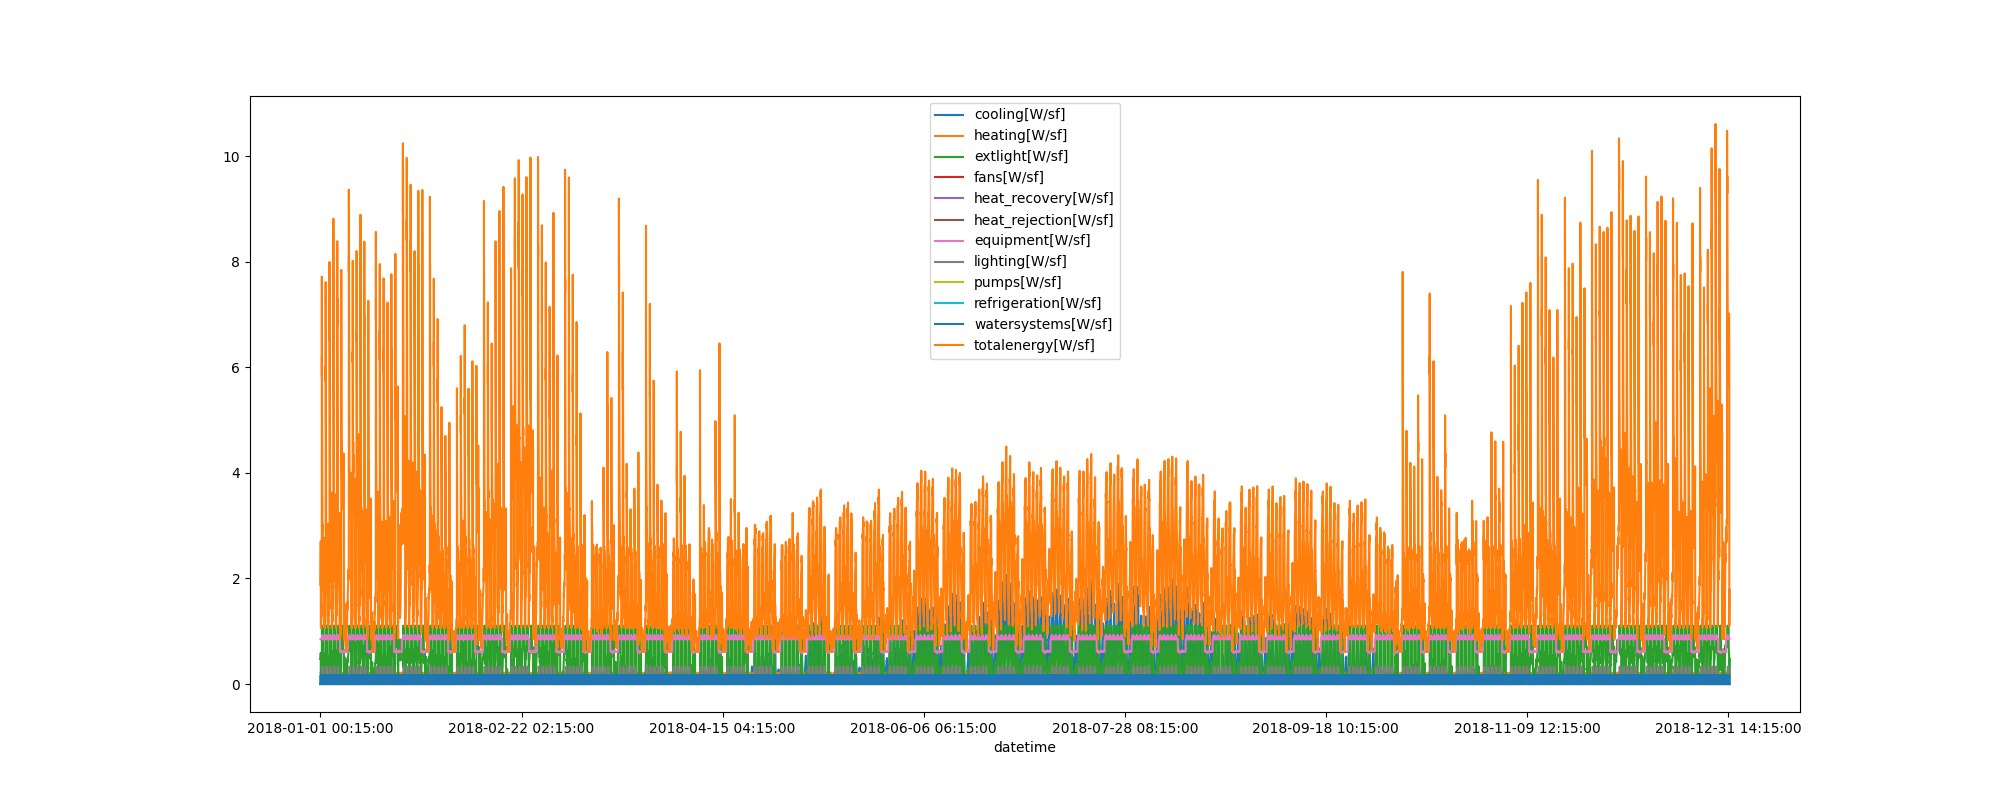 cooling[W/sf]
heating[W/sf]
extlight[W/sf]
fans[W/sf]
heat_recovery[W/sf]
heat_rejection[W/sf]
equipment[W/sf]
lighting[W/sf]
pumps[W/sf]
refrigeration[W/sf]
watersystems[W/sf]
totalenergy[W/sf]
10
8
6
4
2
0
2018-01-01 00:15:00 2018-02-22 02:15:00 2018-04-15 04:15:00 2018-06-06 06:15:00 2018-07-28 08:15:00 2018-09-18 10:15:00 2018-11-09 12:15:00 2018-12-31 14:15:00
datetime